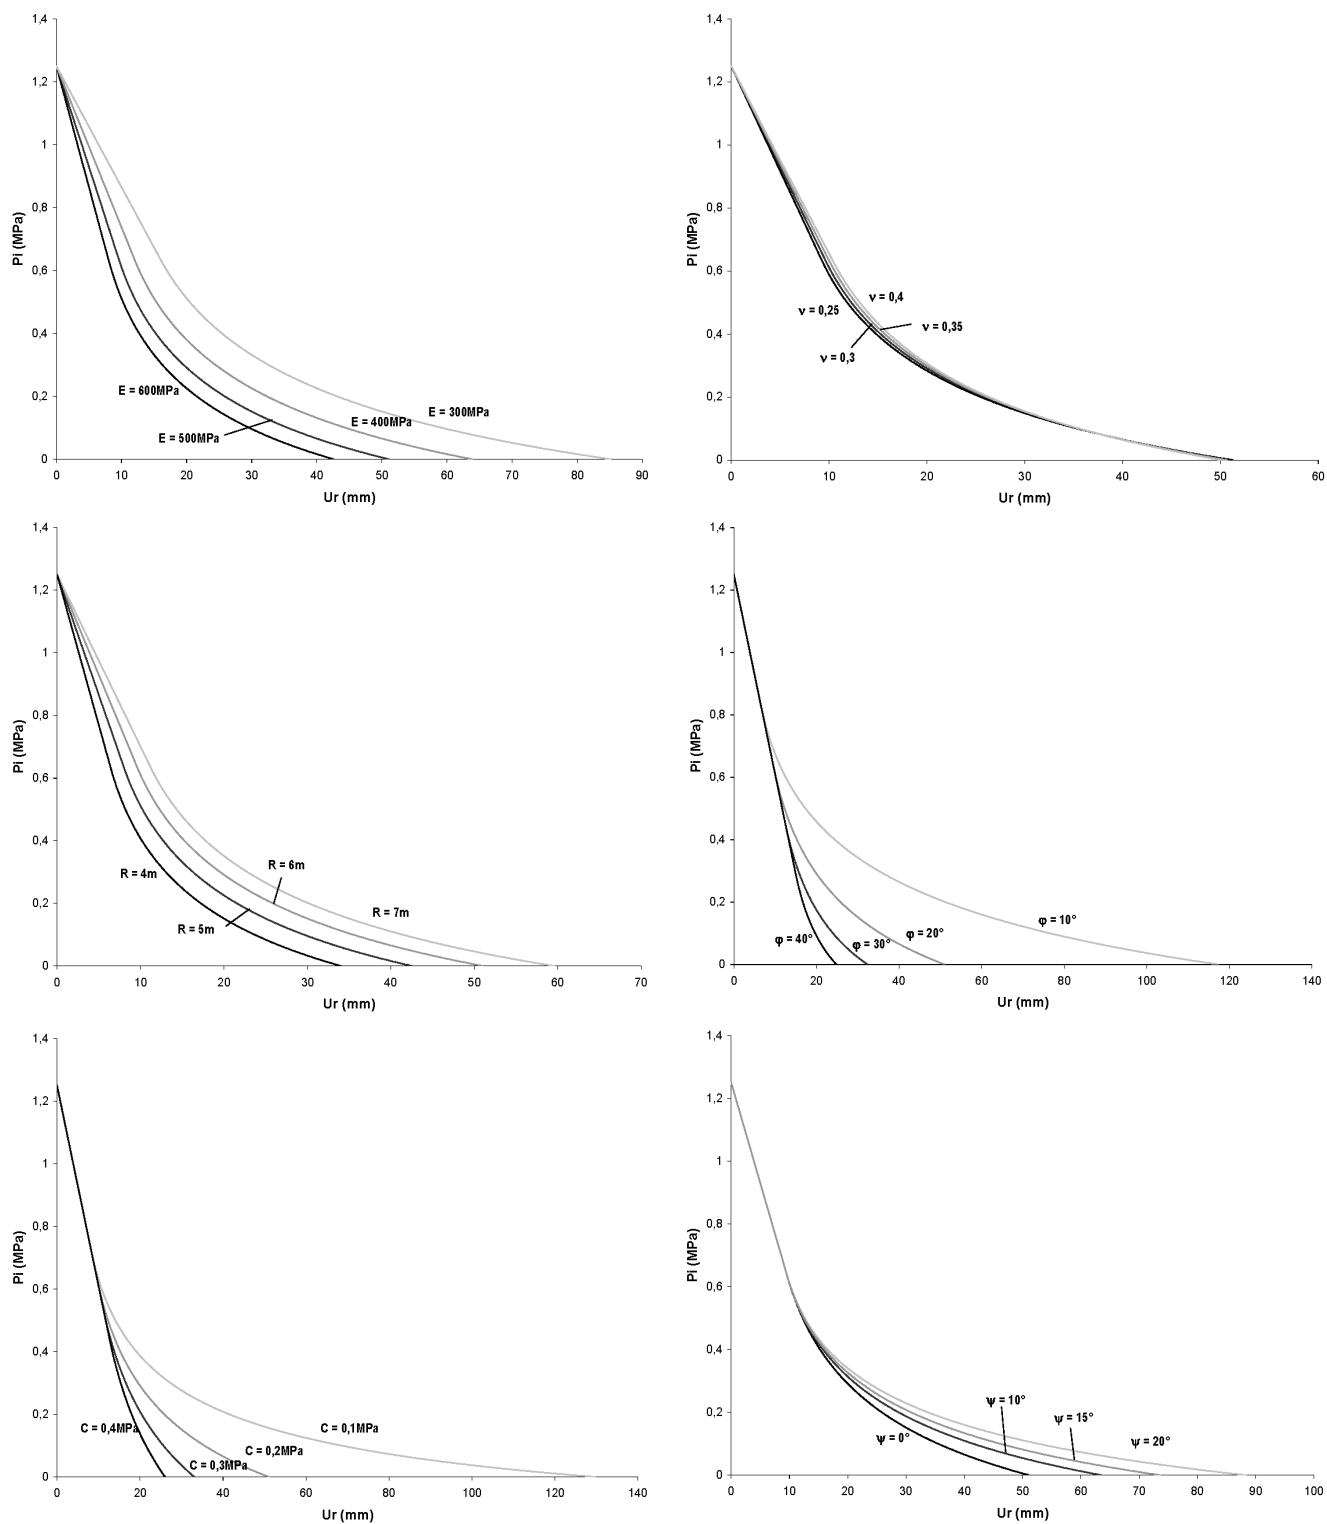 1,4
1,2
1
0,8
0,6
0,4
0,2
0
Pi (MPa)
E = 600MPa
E = 500MPa
E = 400MPa
E = 300MPa
0 10 20 30 40 50 60 70 80 90
Ur (mm)
1,4
1,2
1
0,8
0,6
0,4
0,2
0
Pi (MPa)
ν = 0,4
ν = 0,25
ν = 0,35
ν = 0,3
0 10 20 30 40 50 60
Ur (mm)
1,4
1,2
1
0,8
0,6
0,4
0,2
0
Pi (MPa)
R = 6m
R = 4m
R = 7m
R = 5m
0 10 20 30 40 50 60 70
Ur (mm)
1,4
1,2
1
0,8
0,6
0,4
0,2
0
Pi (MPa)
φ = 10°
φ = 20°
φ = 40°
φ = 30°
0 20 40 60 80 100 120 140
Ur (mm)
1,4
1,2
1
0,8
0,6
0,4
0,2
0
Pi (MPa)
C = 0,4MPa
C = 0,1MPa
C = 0,2MPa
C = 0,3MPa
0 20 40 60 80 100 120 140
Ur (mm)
1,4
1,2
1
0,8
0,6
0,4
0,2
0
Pi (MPa)
ψ = 10°
ψ = 15°
ψ = 0°
ψ = 20°
0 10 20 30 40 50 60 70 80 90 100
Ur (mm)